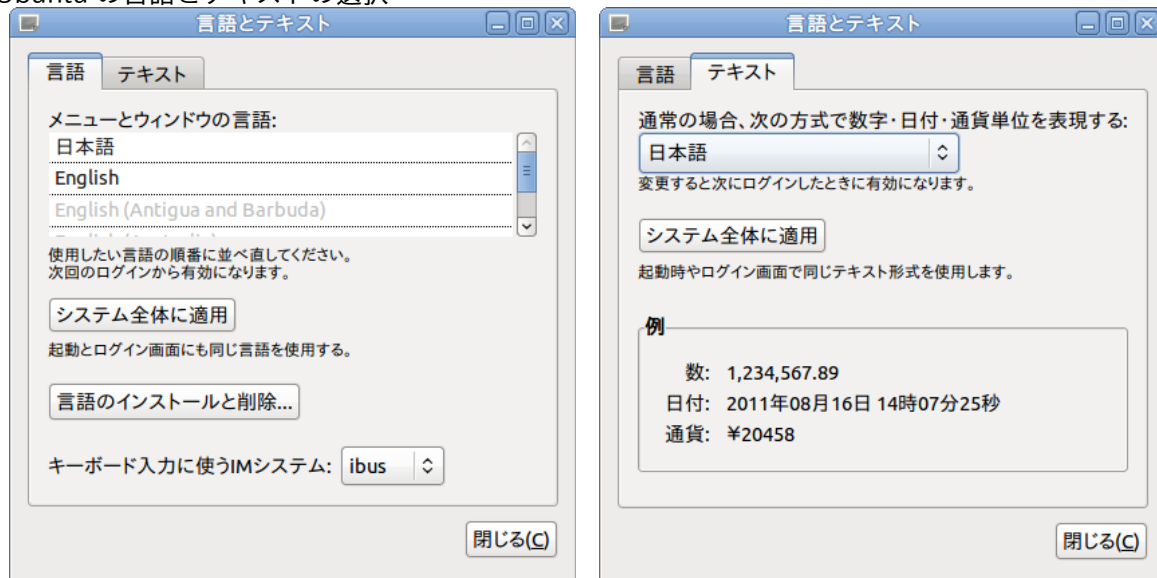 Ubuntu の言語とテキストの選択
言語とテキスト
言語
テキスト
メニューとウィンドウの言語:
日本語
English
English (Antigua and Barbuda)
使用したい言語の順番に並べ直してください。
次回のログインから有効になります。
システム全体に適用
起動とログイン画面にも同じ言語を使用する。
言語のインストールと削除...
キーボード入力に使うIMシステム: ibus
閉じる(C)
言語とテキスト
言語
テキスト
通常の場合、次の方式で数字・日付・通貨単位を表現する:
日本語
変更すると次にログインしたときに有効になります。
システム全体に適用
起動時やログイン画面で同じテキスト形式を使用します。
例
数: 1,234,567.89
日付: 2011年08月16日 14時07分25秒
通貨: ¥20458
閉じる(C)